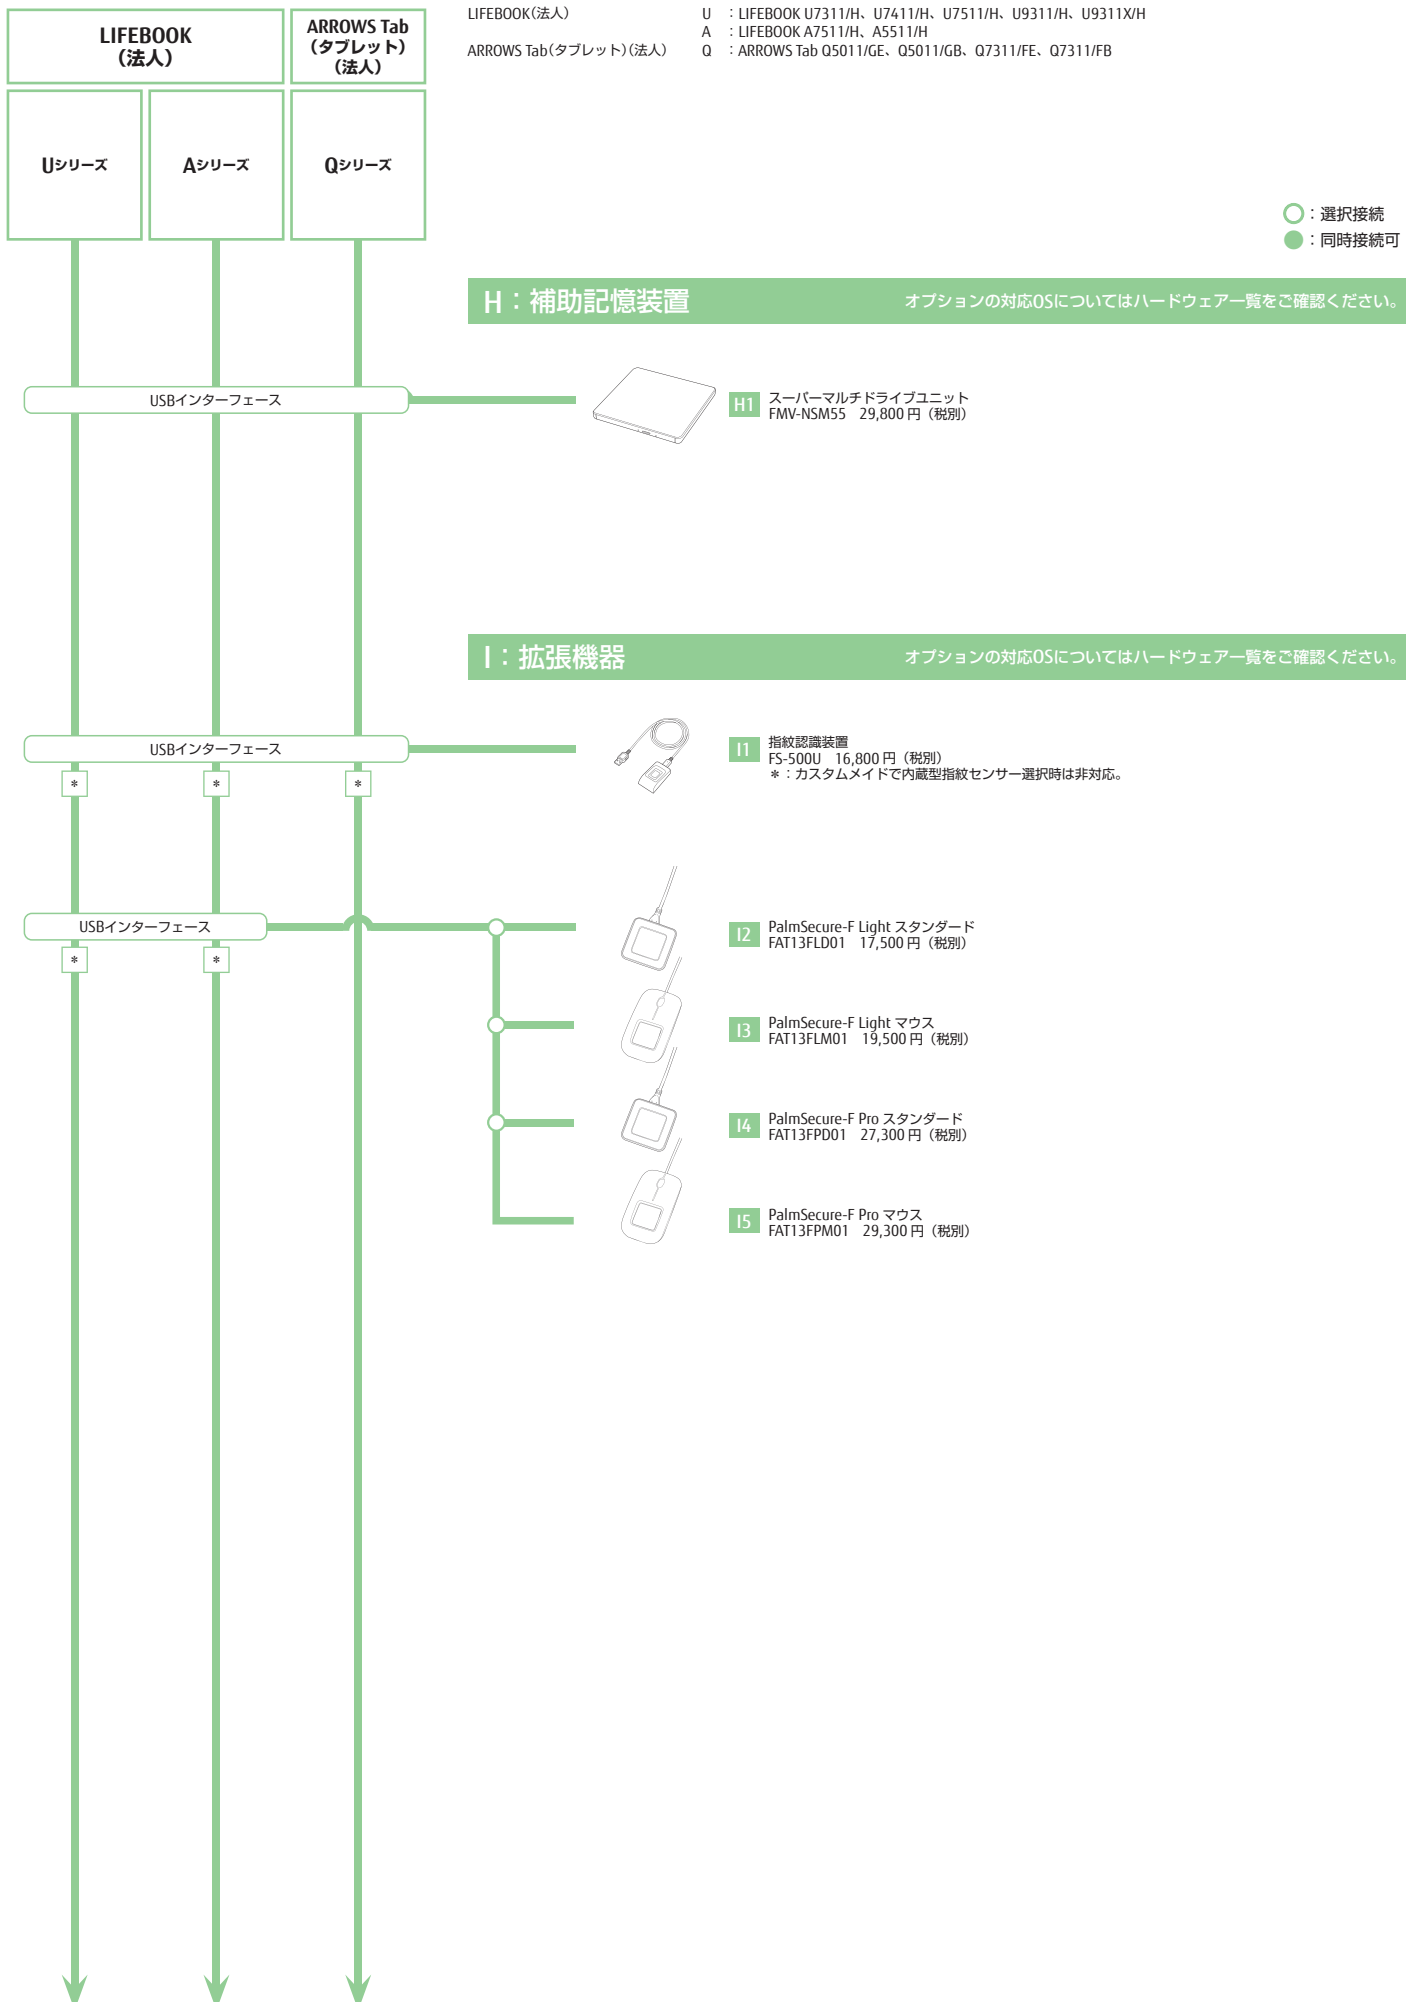 LIFEBOOK
（法人）
ARROWS Tab
（タブレット）
（法人）
LIFEBOOK（法人） U ：LIFEBOOK U7311/H、U7411/H、U7511/H、U9311/H、U9311X/H
A ：LIFEBOOK A7511/H、A5511/H
ARROWS Tab（タブレット）（法人） Q ：ARROWS Tab Q5011/GE、Q5011/GB、Q7311/FE、Q7311/FB
Uシリーズ
Aシリーズ
Qシリーズ
：選択接続
：同時接続可
H：補助記憶装置 オプションの対応OSについてはハードウェア一覧をご確認ください。
USBインターフェース
H1 スーパーマルチドライブユニット
FMV-NSM55 29,800 円（税別）
I：拡張機器 オプションの対応OSについてはハードウェア一覧をご確認ください。
USBインターフェース
I1 指紋認識装置
FS-500U 16,800 円（税別）
＊：カスタムメイドで内蔵型指紋センサー選択時は非対応。
＊ ＊ ＊
USBインターフェース
I2 PalmSecure-F Light スタンダード
FAT13FLD01 17,500 円（税別）
＊ ＊
I3 PalmSecure-F Light マウス
FAT13FLM01 19,500 円（税別）
I4 PalmSecure-F Pro スタンダード
FAT13FPD01 27,300 円（税別）
I5 PalmSecure-F Pro マウス
FAT13FPM01 29,300 円（税別）